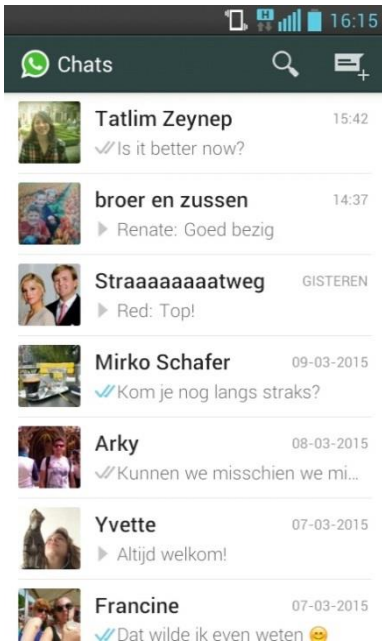 H 16:15
Chats
Tatlim Zeynep 15:42
Is it better now?
broer en zussen 14:37
Renate: Goed bezig
Straaaaaaaatweg GISTEREN
Red: Top!
Mirko Schafer 09-03-2015
Kom je nog langs straks?
Arky 08-03-2015
Kunnen we misschien we mi...
Yvette 07-03-2015
Altijd welkom!
Francine 07-03-2015
Dat wilde ik even weten 😊